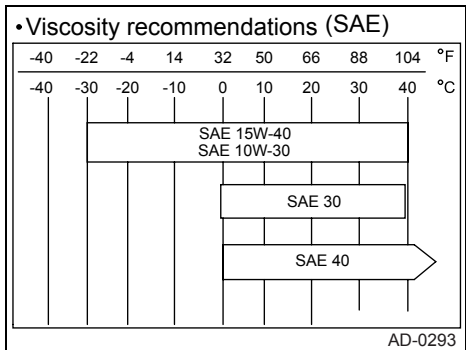 •Viscosity recommendations (SAE)
-40 -22 -4 14 32 50 66 88 104 °F
-40 -30 -20 -10 0 10 20 30 40 °C
SAE 15W-40
SAE 10W-30
SAE 30
SAE 40
AD-0293